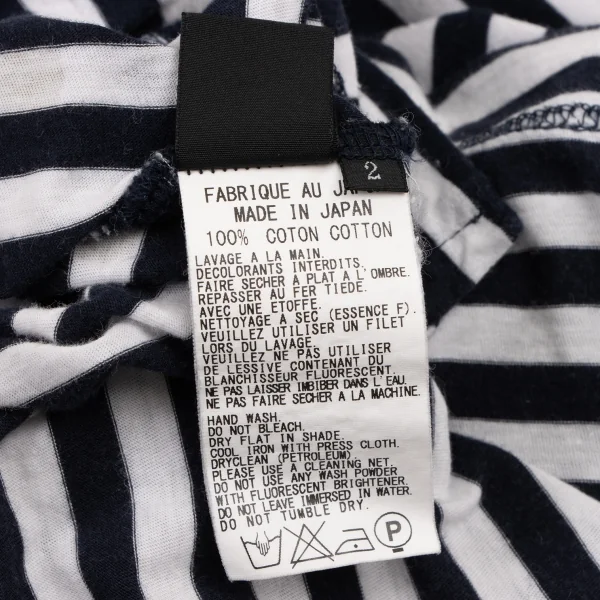 2
FABRIQUE AU
MADE IN JAPAN
100% COTON COTTON
LAVAGE A LA MAIN.
DECOLORANTS INTERDITS.
FAIRE SECHER A PLAT A L'OMBRE.
REPASSER AU FER TIEDE.
AVEC UNE ETOFFE.
NETTOYAGE A SEC (ESSENCE F).
VEUILLEZ UTILISER UN FILET
LORS DU LAVAGE.
VEUILLEZ NE PAS UTILISER
DE LESSIVE CONTENANT DU
BLANCHISSEUR FLUORESCENT.
NE PAS LAISSER IMBIBER DANS L'EAU.
NE PAS FAIRE SECHER A LA MACHINE.
HAND WASH.
DO NOT BLEACH.
DRY FLAT IN SHADE.
COOL IRON WITH PRESS CLOTH.
DRYCLEAN (PETROLEUM)
PLEASE USE A CLEANING NET.
DO NOT USE ANY WASH POWDER
WITH FLUORESCENT BRIGHTENER.
DO NOT LEAVE IMMERSED IN WATER.
DO NOT TUMBLE DRY.
P